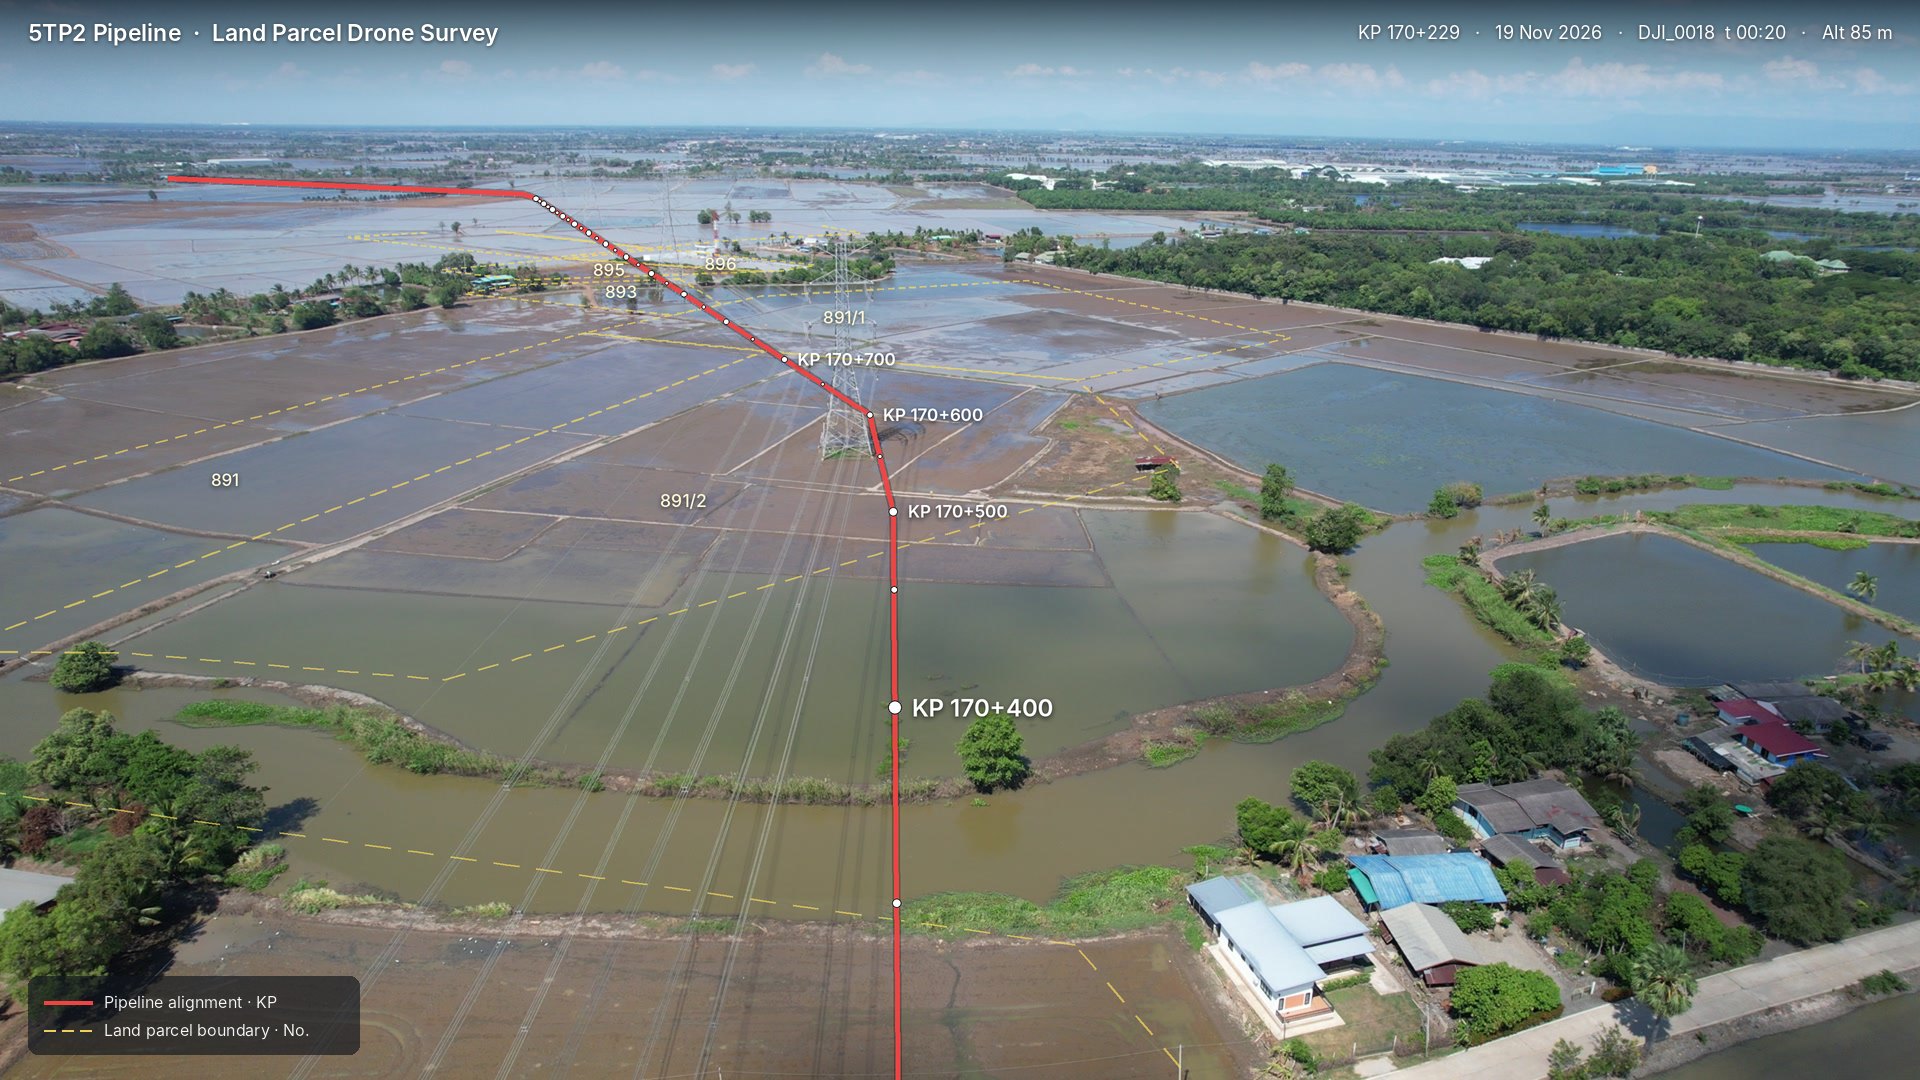 5TP2 Pipeline · Land Parcel Drone Survey
KP 170+229 · 19 Nov 2026 · DJI_0018 t 00:20 · Alt 85 m
895
896
893
891/1
KP 170+700
KP 170+600
891
891/2
KP 170+500
KP 170+400
Pipeline alignment · KP
Land parcel boundary · No.